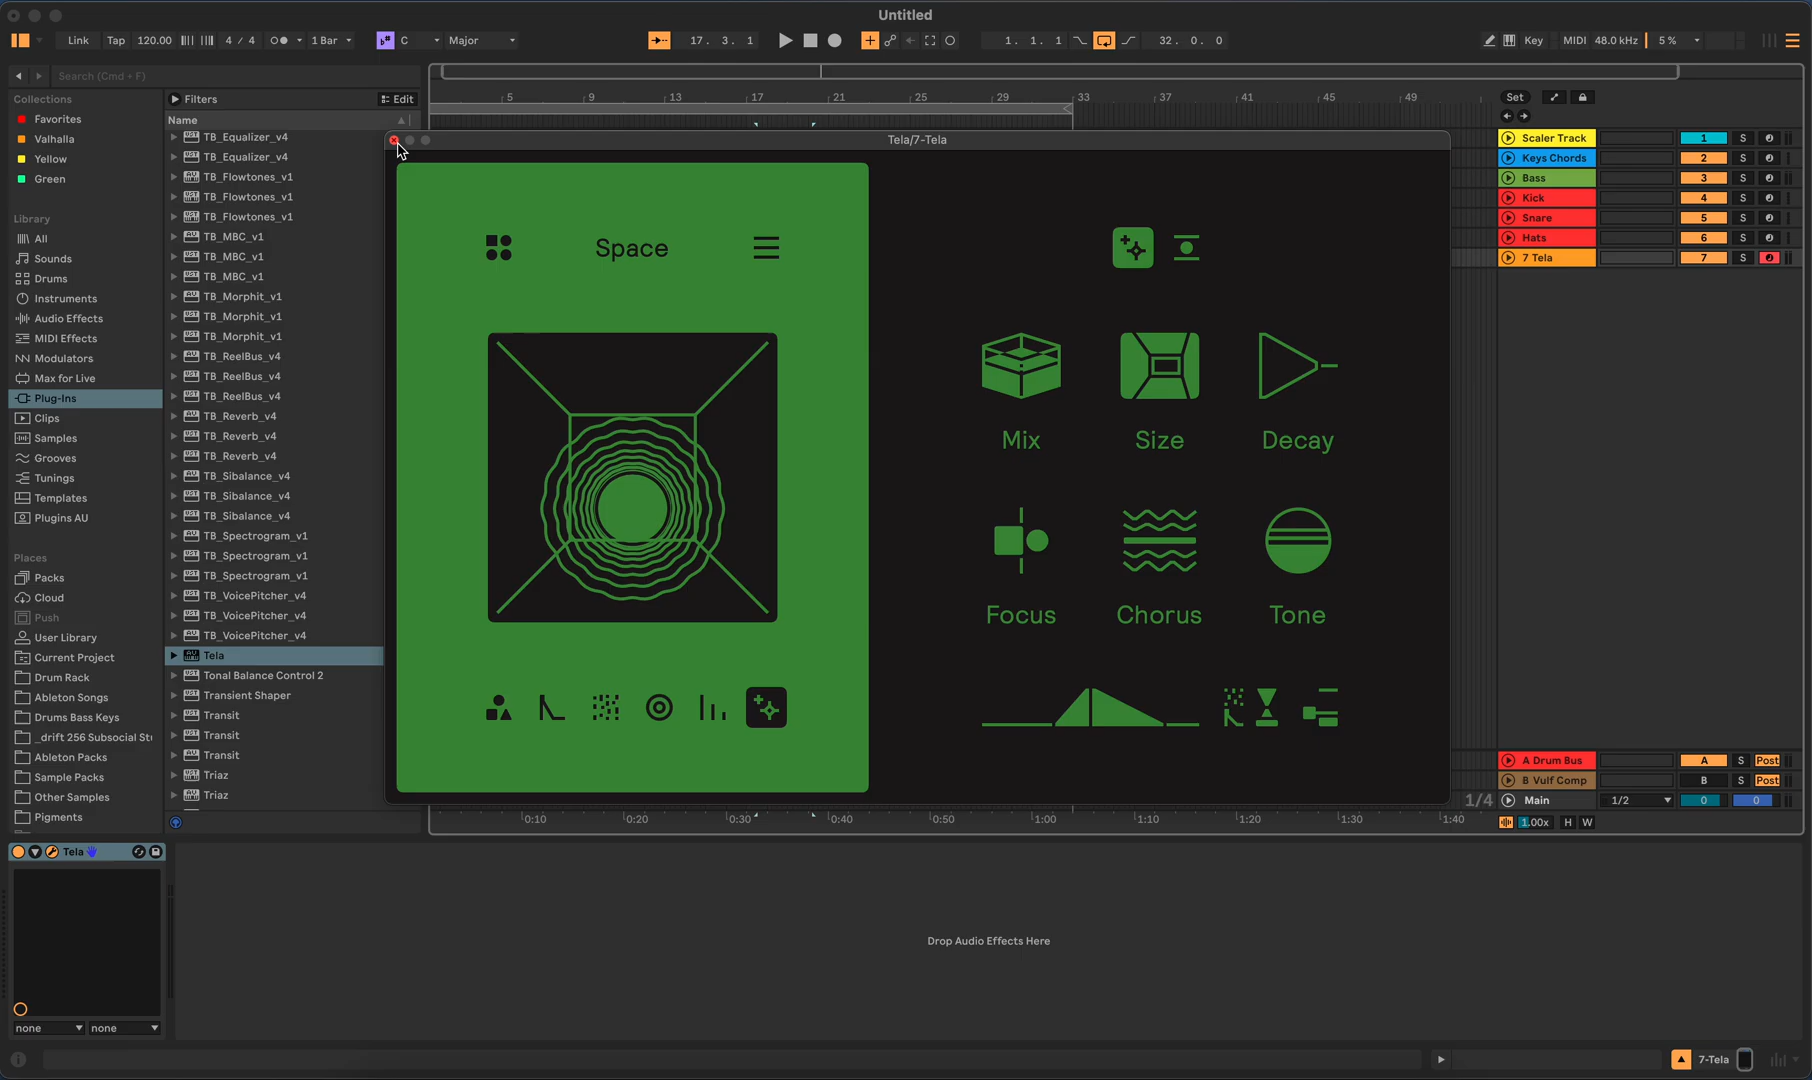 Untitled
Link Tap 120.00 4 / 4 1 Bar C Major 17. 3. 1 1. 1. 1 32. 0. 0 Key MIDI 48.0 kHz 5 %
Search (Cmd + F)
Collections
Favorites
Valhalla
Yellow
Green
Library
All
Sounds
Drums
Instruments
Audio Effects
MIDI Effects
Modulators
Max for Live
Plug-Ins
Clips
Samples
Grooves
Tunings
Templates
Plugins AU
Places
Packs
Cloud
Push
User Library
Current Project
Drum Rack
Ableton Songs
Drums Bass Keys
_drift 256 Subsocial Stu
Ableton Packs
Sample Packs
Other Samples
Pigments
Filters Edit
Name
TB_Equalizer_v4
TB_Equalizer_v4
TB_Flowtones_v1
TB_Flowtones_v1
TB_Flowtones_v1
TB_MBC_v1
TB_MBC_v1
TB_MBC_v1
TB_Morphit_v1
TB_Morphit_v1
TB_Morphit_v1
TB_ReelBus_v4
TB_ReelBus_v4
TB_ReelBus_v4
TB_Reverb_v4
TB_Reverb_v4
TB_Reverb_v4
TB_Sibalance_v4
TB_Sibalance_v4
TB_Sibalance_v4
TB_Spectrogram_v1
TB_Spectrogram_v1
TB_Spectrogram_v1
TB_VoicePitcher_v4
TB_VoicePitcher_v4
TB_VoicePitcher_v4
Tela
Tonal Balance Control 2
Transient Shaper
Transit
Transit
Transit
Triaz
Triaz
5 9 13 17 21 25 29 33 37 41 45 49
Tela/7-Tela
Space
Mix Size Decay
Focus Chorus Tone
0:10 0:20 0:30 0:40 0:50 1:00 1:10 1:20 1:30 1:40
1/4
Set
Scaler Track 1 S
Keys Chords 2 S
Bass 3 S
Kick 4 S
Snare 5 S
Hats 6 S
7 Tela 7 S
A Drum Bus A S Post
B Vulf Comp B S Post
Main 1/2 0 0
1.00x H W
Tela
none none
Drop Audio Effects Here
7-Tela